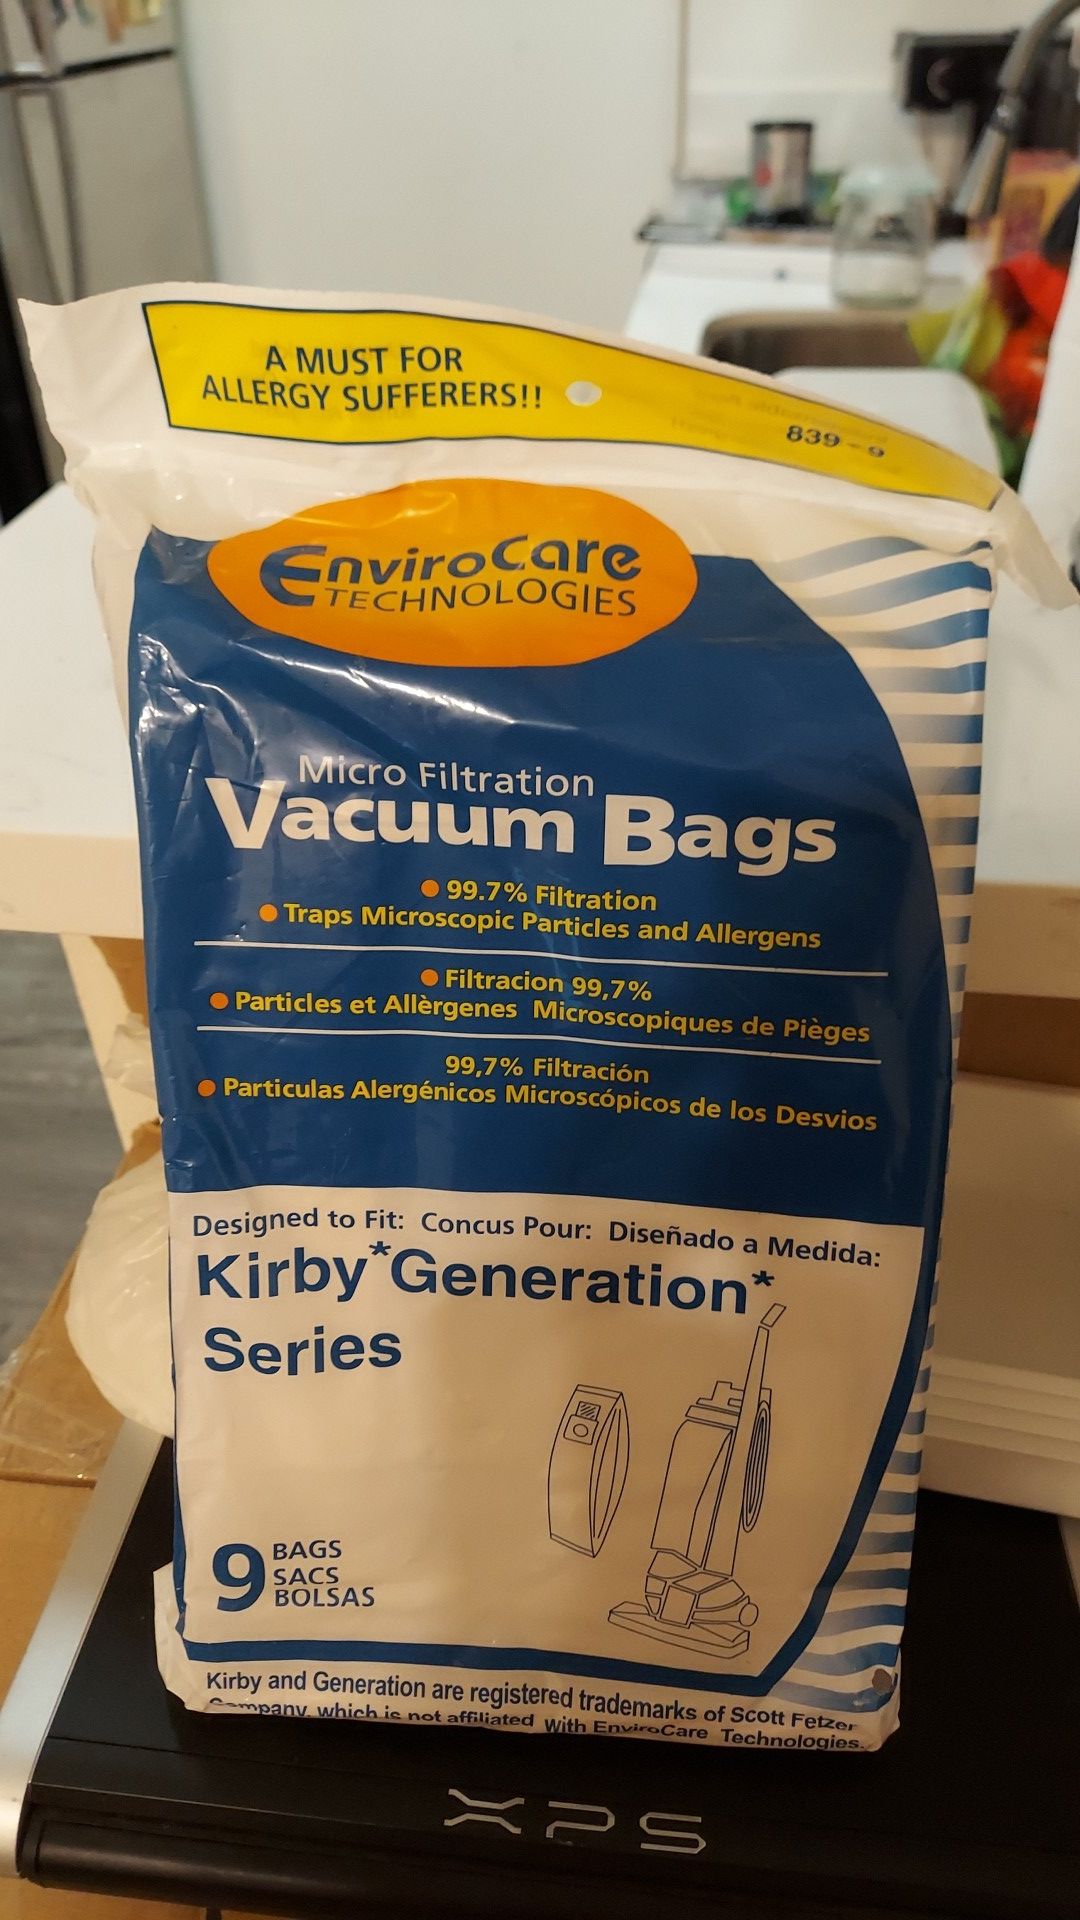 A MUST FOR
ALLERGY SUFFERERS!!
839-9
EnviroCare
TECHNOLOGIES
Micro Filtration
Vacuum Bags
99.7% Filtration
Traps Microscopic Particles and Allergens
Filtracion 99,7%
Particles et Allèrgenes Microscopiques de Pièges
99,7% Filtración
Particulas Alergénicos Microscópicos de los Desvios
Designed to Fit: Concus Pour: Diseñado a Medida:
Kirby*Generation*
Series
9 BAGS
SACS
BOLSAS
Kirby and Generation are registered trademarks of Scott Fetzer
Company, which is not affiliated with EnviroCare Technologies.
XPS